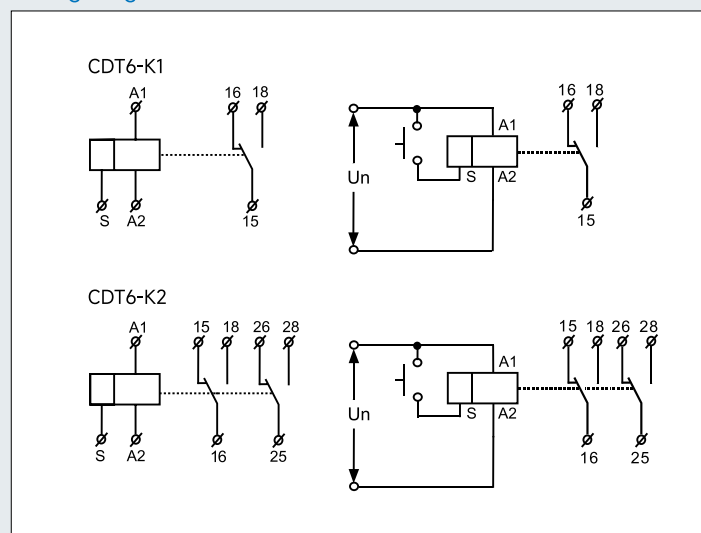 CDT6-K1
A1 16 18
S A2 15
16 18
A1
Un S A2
15
CDT6-K2
A1 15 18 26 28
S A2 16 25
15 18 26 28
A1
Un S A2
16 25